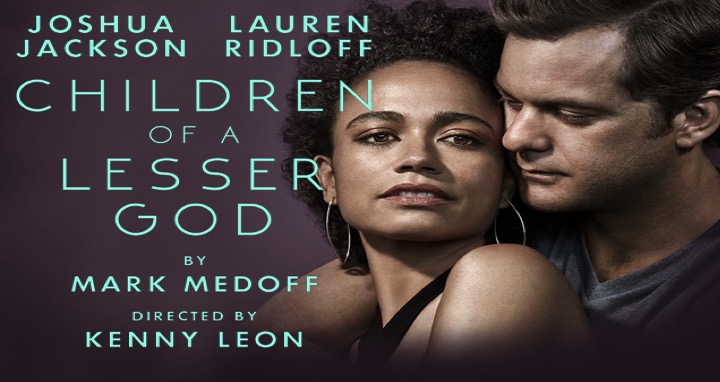 JOSHUA JACKSON
LAUREN RIDLOFF
CHILDREN
OF A
LESSER
GOD
BY
MARK MEDOFF
DIRECTED BY
KENNY LEON